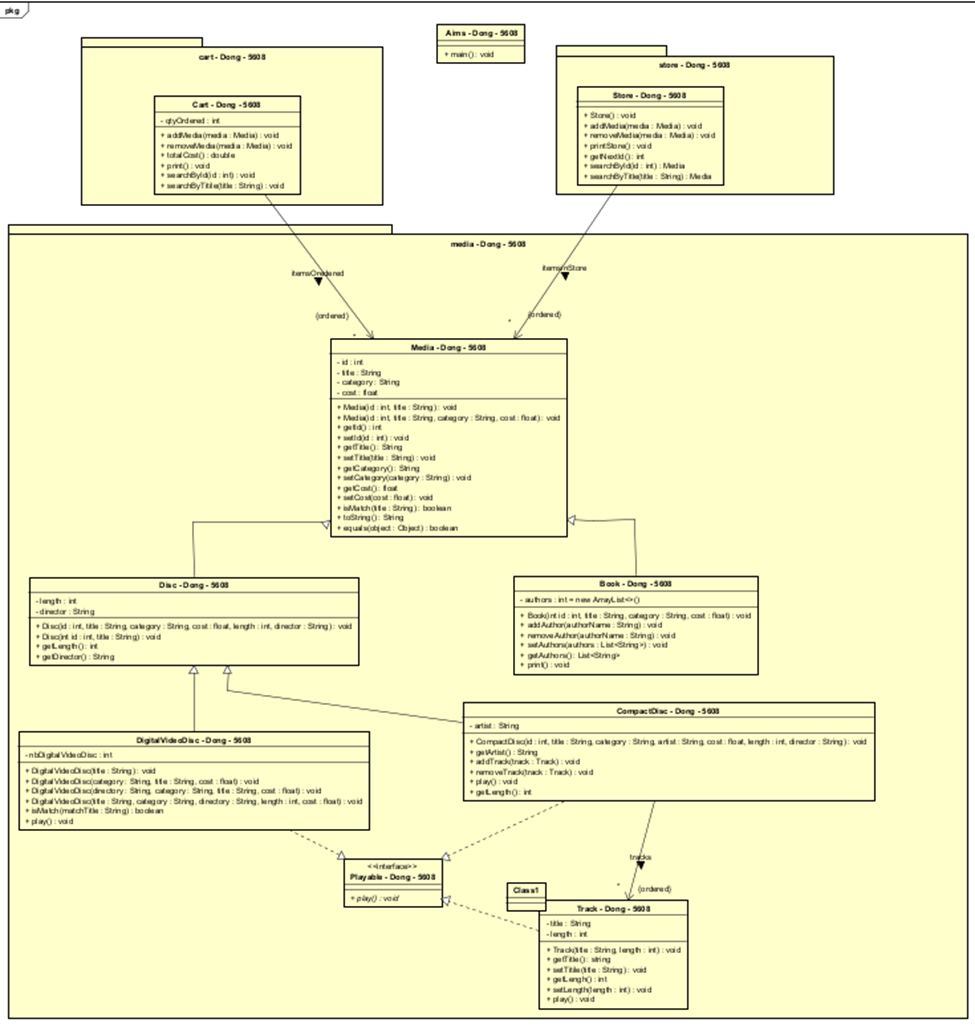 pkg
Aims - Dong - 5608
+ main() : void
cart - Dong - 5608
Cart - Dong - 5608
- qtyOrdered : int
+ addMedia(media : Media) : void
+ removeMedia(media : Media) : void
+ totalCost() : double
+ print() : void
+ searchById(id : int) : void
+ searchByTitile(title : String) : void
store - Dong - 5608
Store - Dong - 5608
+ Store() : void
+ addMedia(media : Media) : void
+ removeMedia(media : Media) : void
+ printStore() : void
+ getNextId() : int
+ searchById(id : int) : Media
+ searchByTitle(title : String) : Media
media - Dong - 5608
itemsOredered
(ordered)
*
itemsInStore
(ordered)
*
Media - Dong - 5608
- id : int
- title : String
- category : String
- cost : float
+ Media(id : int, title : String) : void
+ Media(id : int, title : String, category : String, cost : float) : void
+ getId() : int
+ setId(id : int) : void
+ getTitle() : String
+ setTitle(title : String) : void
+ getCategory() : String
+ setCategory(category : String) : void
+ getCost() : float
+ setCost(cost : float) : void
+ isMatch(title : String) : boolean
+ toString() : String
+ equals(object : Object) : boolean
Disc - Dong - 5608
- length : int
- director : String
+ Disc(id : int, title : String, category : String, cost : float, length : int, director : String) : void
+ Disc(int id : int, title : String) : void
+ getLength() : int
+ getDirector() : String
Book - Dong - 5608
- authors : int = new ArrayList<>()
+ Book(int id : int, title : String, category : String, cost : float) : void
+ addAuthor(authorName : String) : void
+ removeAuthor(authorName : String) : void
+ setAuthors(authors : List<String>) : void
+ getAuthors() : List<String>
+ print() : void
DigitalVideoDisc - Dong - 5608
- nbDigitalVideoDisc : int
+ DigitalVideoDisc(title : String) : void
+ DigitalVideoDisc(category : String, title : String, cost : float) : void
+ DigitalVideoDisc(directory : String, category : String, title : String, cost : float) : void
+ DigitalVideoDisc(title : String, category : String, directory : String, length : int, cost : float) : void
+ isMatch(matchTitle : String) : boolean
+ play() : void
CompactDisc - Dong - 5608
- artist : String
+ CompactDisc(id : int, title : String, category : String, artist : String, cost : float, length : int, director : String) : void
+ getArtist() : String
+ addTrack(track : Track) : void
+ removeTrack(track : Track) : void
+ play() : void
+ getLength() : int
<<interface>>
Playable - Dong - 5608
+ play() : void
tracks
*
(ordered)
Class1
Track - Dong - 5608
- title : String
- length : int
+ Track(title : String, length : int) : void
+ getTitle() : string
+ setTitile(title : String) : void
+ getLengh() : int
+ setLength(length : int) : void
+ play() : void